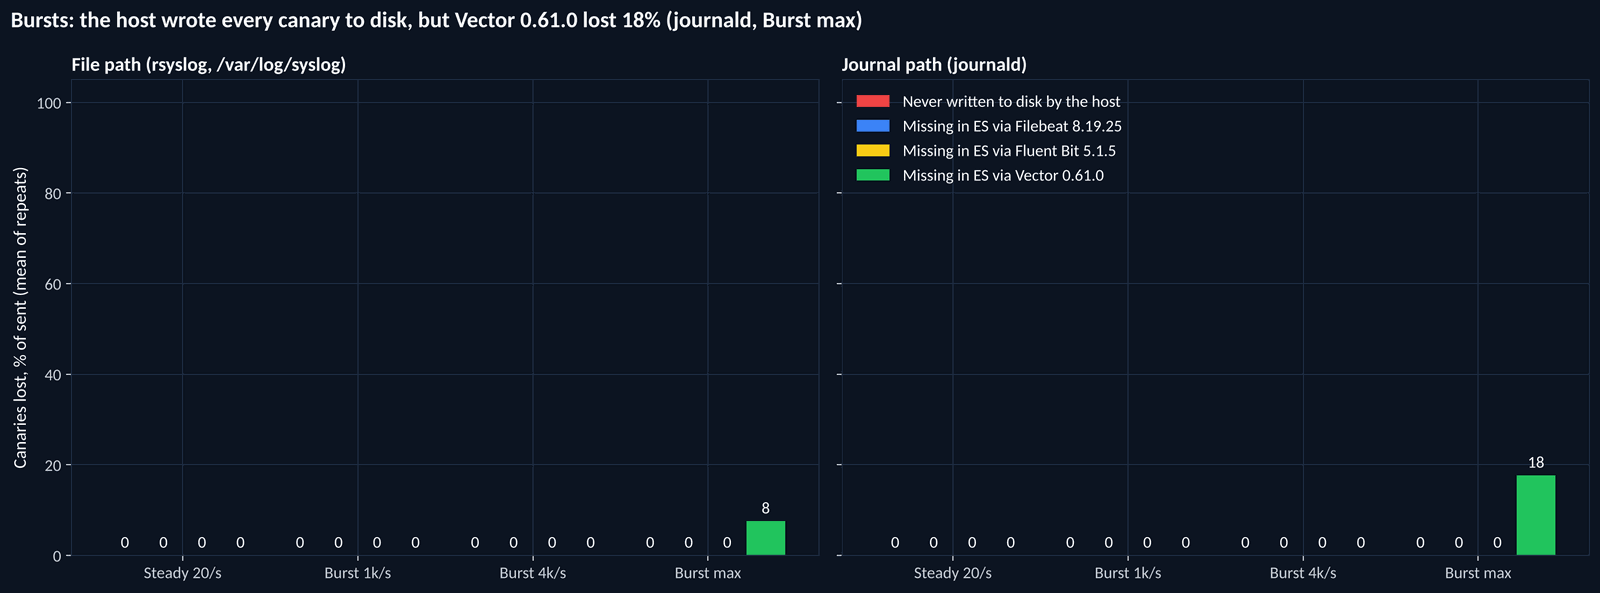 Bursts: the host wrote every canary to disk, but Vector 0.61.0 lost 18% (journald, Burst max)
File path (rsyslog, /var/log/syslog)
Canaries lost, % of sent (mean of repeats)
100
80
60
40
20
0
0 0 0 0 0 0 0 0 0 0 0 0 0 0 0 8
Steady 20/s Burst 1k/s Burst 4k/s Burst max
Journal path (journald)
Never written to disk by the host
Missing in ES via Filebeat 8.19.25
Missing in ES via Fluent Bit 5.1.5
Missing in ES via Vector 0.61.0
0 0 0 0 0 0 0 0 0 0 0 0 0 0 0 18
Steady 20/s Burst 1k/s Burst 4k/s Burst max